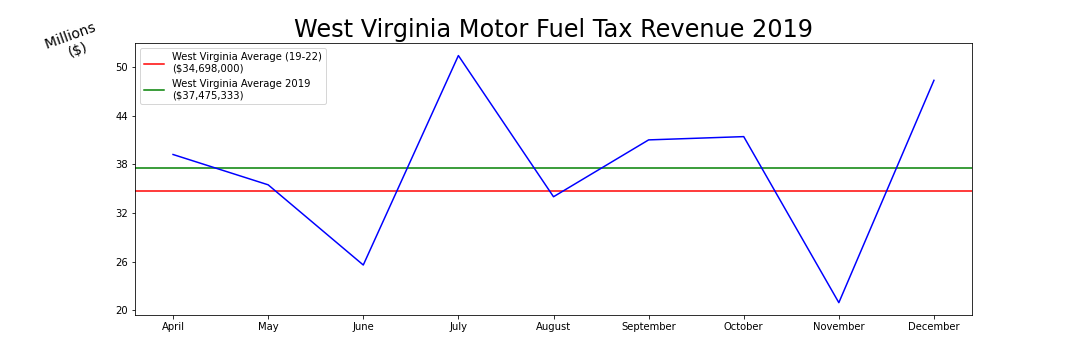 West Virginia Motor Fuel Tax Revenue 2019
Millions
($)
West Virginia Average (19-22)
($34,698,000)
West Virginia Average 2019
($37,475,333)
50
44
38
32
26
20
April May June July August September October November December